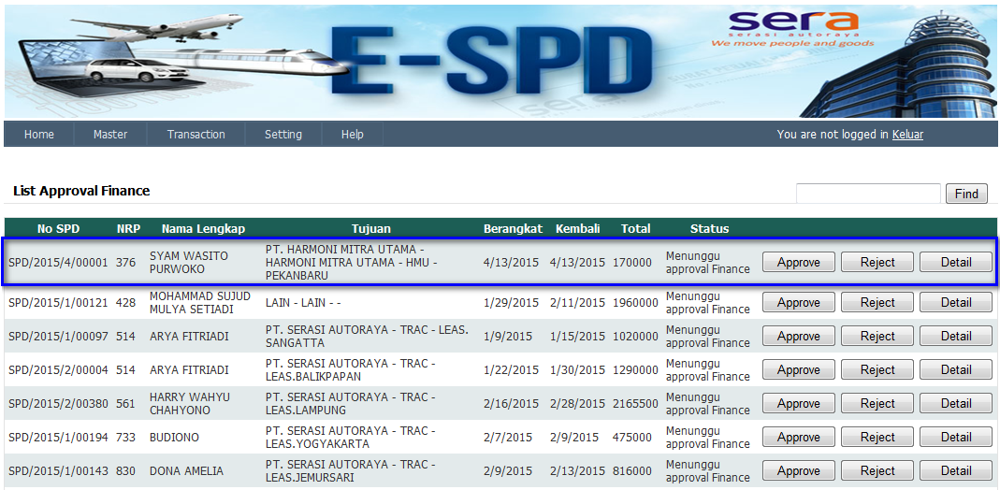 E-SPD
sera
serasi autoraya
We move people and goods
Home Master Transaction Setting Help You are not logged in Keluar
List Approval Finance Find
No SPD NRP Nama Lengkap Tujuan Berangkat Kembali Total Status
SPD/2015/4/00001 376 SYAM WASITO PURWOKO PT. HARMONI MITRA UTAMA - HARMONI MITRA UTAMA - HMU - PEKANBARU 4/13/2015 4/13/2015 170000 Menunggu approval Finance Approve Reject Detail
SPD/2015/1/00121 428 MOHAMMAD SUJUD MULYA SETIADI LAIN - LAIN - - 1/29/2015 2/11/2015 1960000 Menunggu approval Finance Approve Reject Detail
SPD/2015/1/00097 514 ARYA FITRIADI PT. SERASI AUTORAYA - TRAC - LEAS. SANGATTA 1/9/2015 1/15/2015 1020000 Menunggu approval Finance Approve Reject Detail
SPD/2015/2/00004 514 ARYA FITRIADI PT. SERASI AUTORAYA - TRAC - LEAS.BALIKPAPAN 1/22/2015 1/30/2015 1290000 Menunggu approval Finance Approve Reject Detail
SPD/2015/2/00380 561 HARRY WAHYU CHAHYONO PT. SERASI AUTORAYA - TRAC - LEAS.LAMPUNG 2/16/2015 2/28/2015 2165500 Menunggu approval Finance Approve Reject Detail
SPD/2015/1/00194 733 BUDIONO PT. SERASI AUTORAYA - TRAC - LEAS.YOGYAKARTA 2/7/2015 2/9/2015 475000 Menunggu approval Finance Approve Reject Detail
SPD/2015/1/00143 830 DONA AMELIA PT. SERASI AUTORAYA - TRAC - LEAS.JEMURSARI 2/9/2015 2/13/2015 816000 Menunggu approval Finance Approve Reject Detail